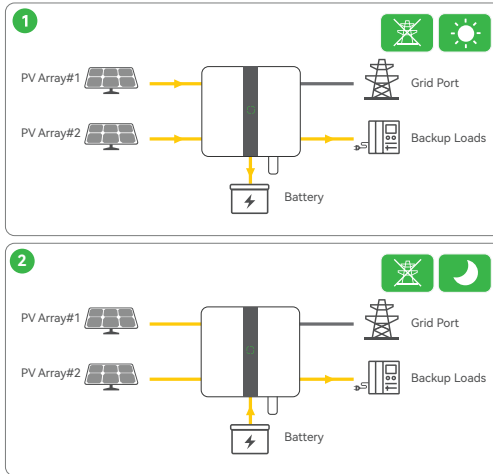 1
PV Array#1
Grid Port
PV Array#2
Backup Loads
Battery
2
PV Array#1
Grid Port
PV Array#2
Backup Loads
Battery